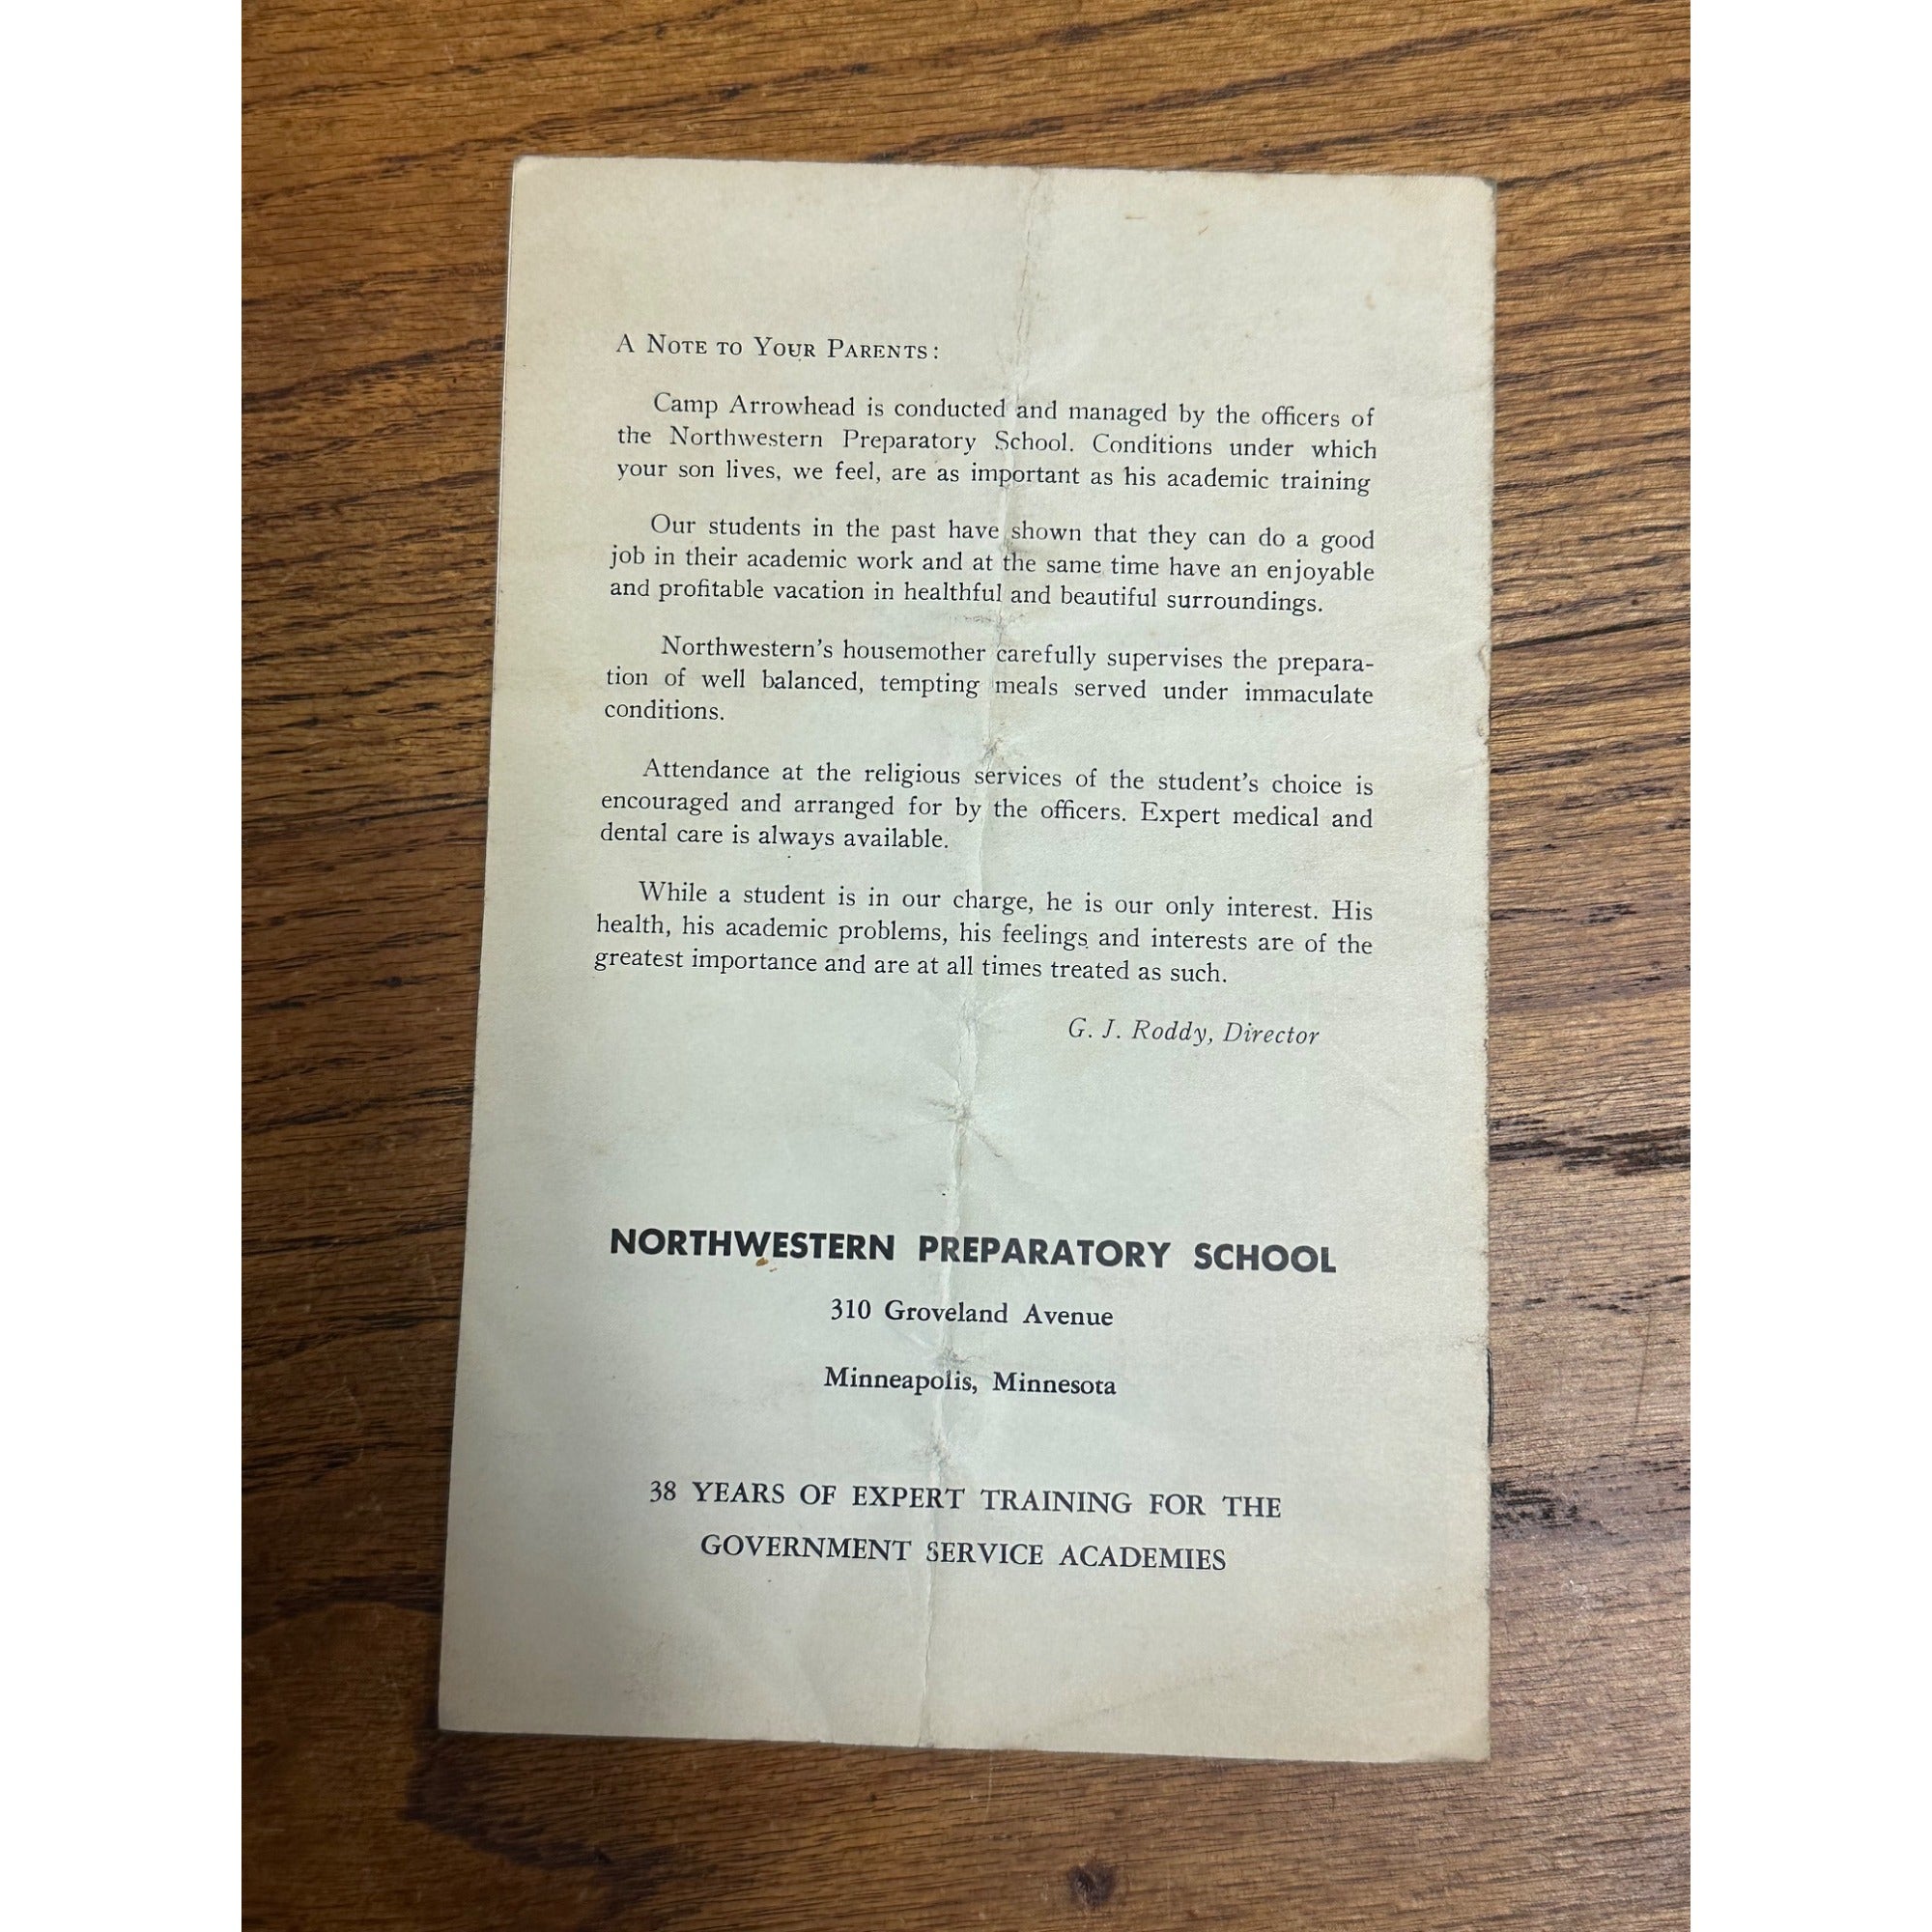 A NOTE TO YOUR PARENTS:
Camp Arrowhead is conducted and managed by the officers of
the Northwestern Preparatory School. Conditions under which
your son lives, we feel, are as important as his academic training
Our students in the past have shown that they can do a good
job in their academic work and at the same time have an enjoyable
and profitable vacation in healthful and beautiful surroundings.
Northwestern's housemother carefully supervises the prepara-
tion of well balanced, tempting meals served under immaculate
conditions.
Attendance at the religious services of the student's choice is
encouraged and arranged for by the officers. Expert medical and
dental care is always available.
While a student is in our charge, he is our only interest. His
health, his academic problems, his feelings and interests are of the
greatest importance and are at all times treated as such.
G. J. Roddy, Director
NORTHWESTERN PREPARATORY SCHOOL
310 Groveland Avenue
Minneapolis, Minnesota
38 YEARS OF EXPERT TRAINING FOR THE
GOVERNMENT SERVICE ACADEMIES